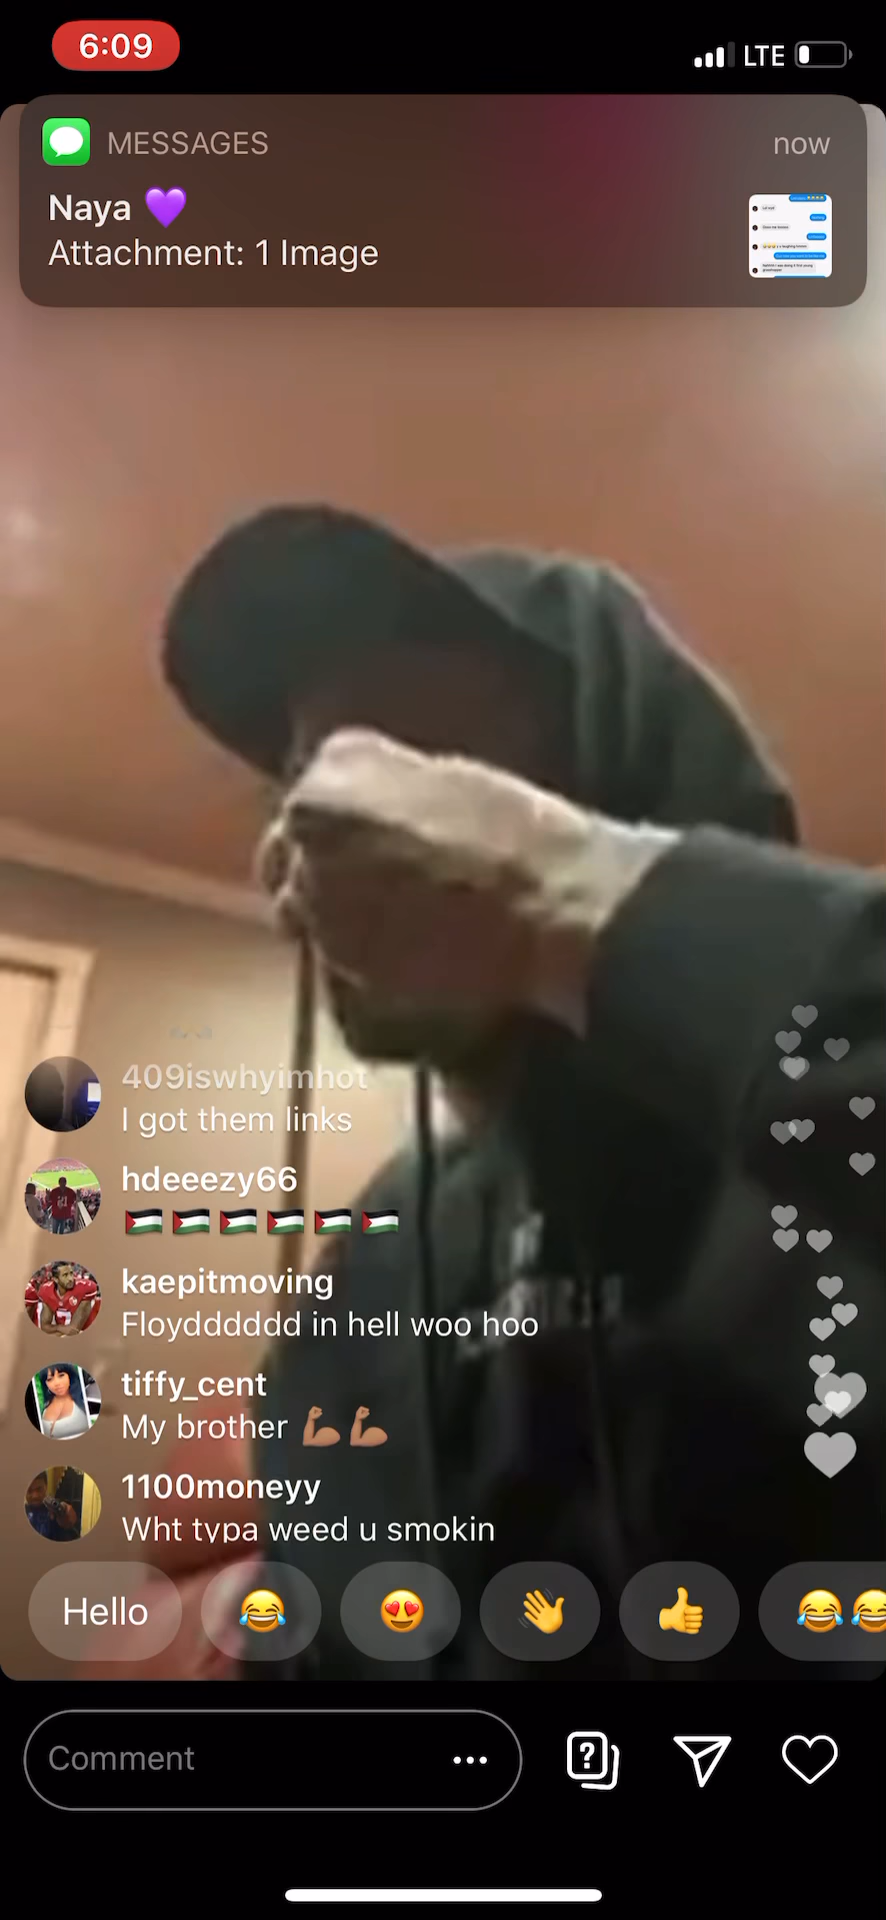 6:09
LTE
MESSAGES
now
Naya 💜
Attachment: 1 Image
409iswhyimhot
I got them links
hdeeezy66
🇵🇸🇵🇸🇵🇸🇵🇸🇵🇸🇵🇸
kaepitmoving
Floydddddd in hell woo hoo
tiffy_cent
My brother 💪🏽💪🏽
1100moneyy
Wht typa weed u smokin
Hello 😂 😍 👋 👍 😂😂
Comment